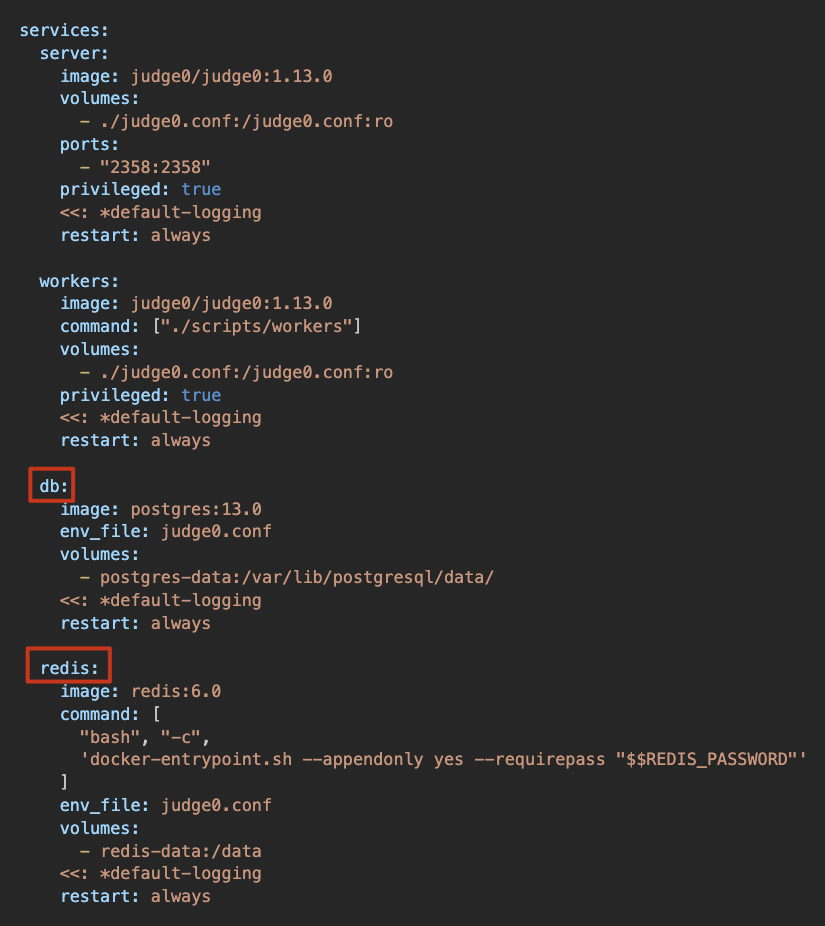 services:
  server:
    image: judge0/judge0:1.13.0
    volumes:
      - ./judge0.conf:/judge0.conf:ro
    ports:
      - "2358:2358"
    privileged: true
    <<: *default-logging
    restart: always

  workers:
    image: judge0/judge0:1.13.0
    command: ["./scripts/workers"]
    volumes:
      - ./judge0.conf:/judge0.conf:ro
    privileged: true
    <<: *default-logging
    restart: always

  db:
    image: postgres:13.0
    env_file: judge0.conf
    volumes:
      - postgres-data:/var/lib/postgresql/data/
    <<: *default-logging
    restart: always

  redis:
    image: redis:6.0
    command: [
      "bash", "-c",
      'docker-entrypoint.sh --appendonly yes --requirepass "$$REDIS_PASSWORD"'
    ]
    env_file: judge0.conf
    volumes:
      - redis-data:/data
    <<: *default-logging
    restart: always